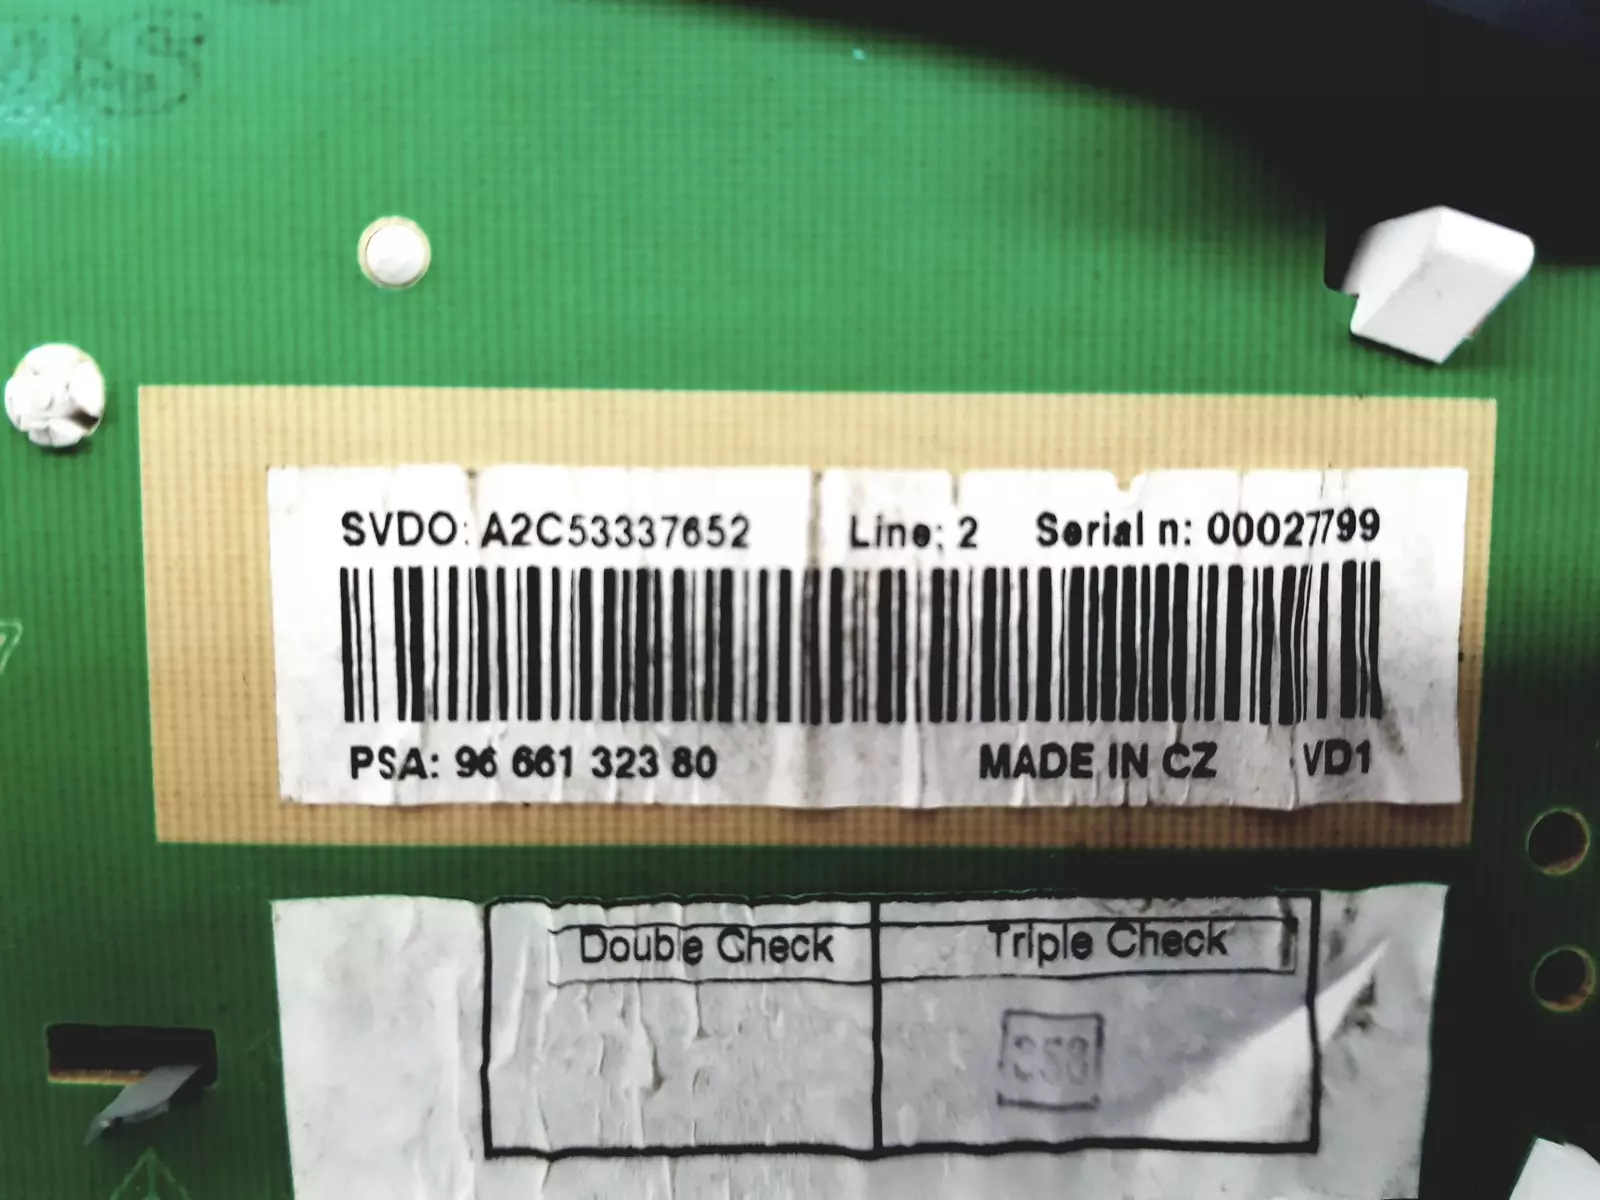 SVDO: A2C53337652 Line: 2 Serial n: 00027799
PSA: 96 661 323 80 MADE IN CZ VD1
Double Check Triple Check